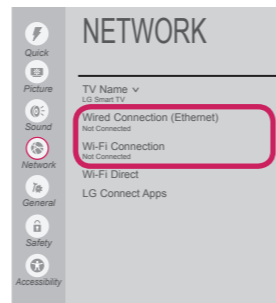 NETWORK
Quick
Picture
Sound
Network
General
Safety
Accessibility
TV Name ˅
LG Smart TV
Wired Connection (Ethernet)
Not Connected
Wi-Fi Connection
Not Connected
Wi-Fi Direct
LG Connect Apps